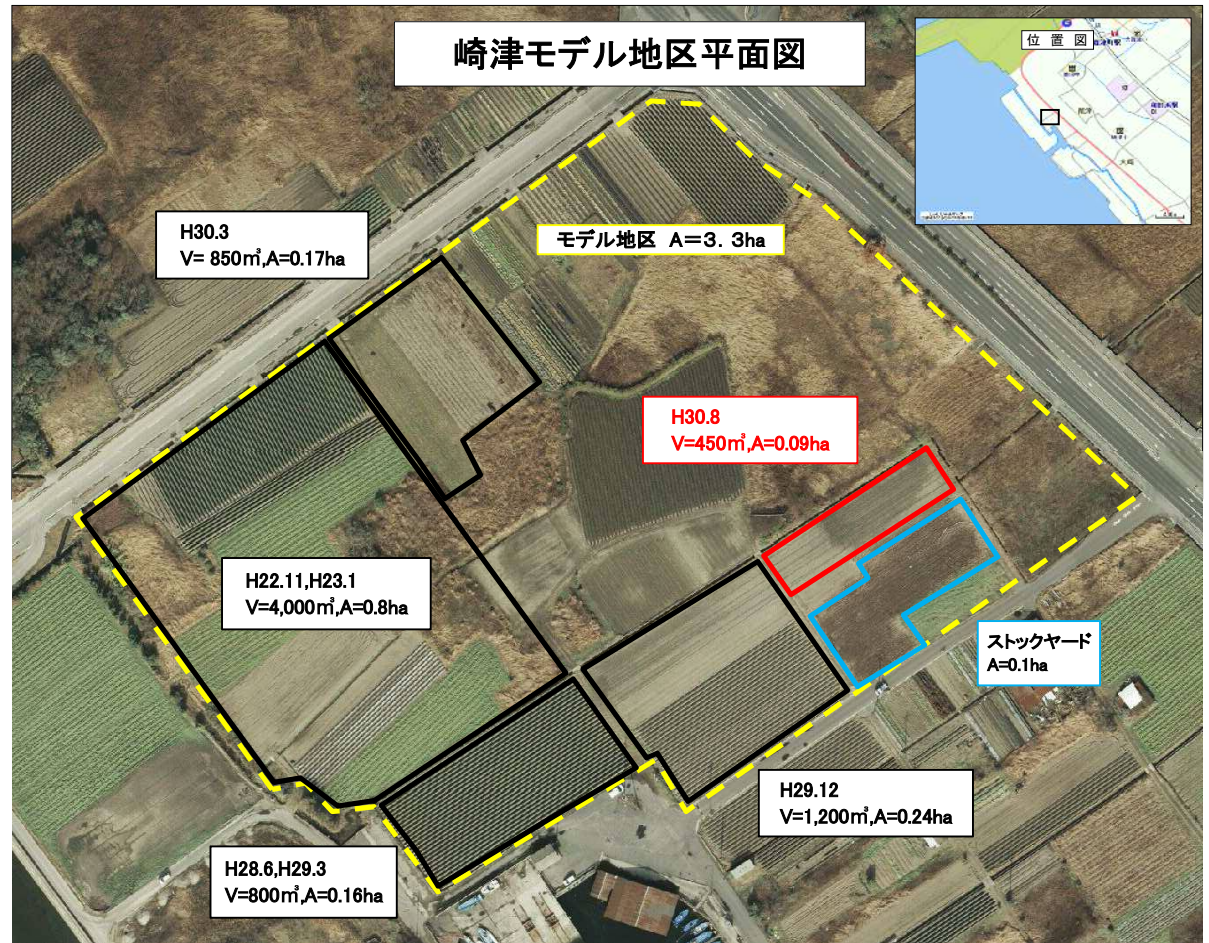 崎津モデル地区平面図
位 置 図
H30.3
V= 850㎥,A=0.17ha
モデル地区 A=3. 3ha
H30.8
V=450㎥,A=0.09ha
H22.11,H23.1
V=4,000㎥,A=0.8ha
ストックヤード
A=0.1ha
H29.12
V=1,200㎥,A=0.24ha
H28.6,H29.3
V=800㎥,A=0.16ha